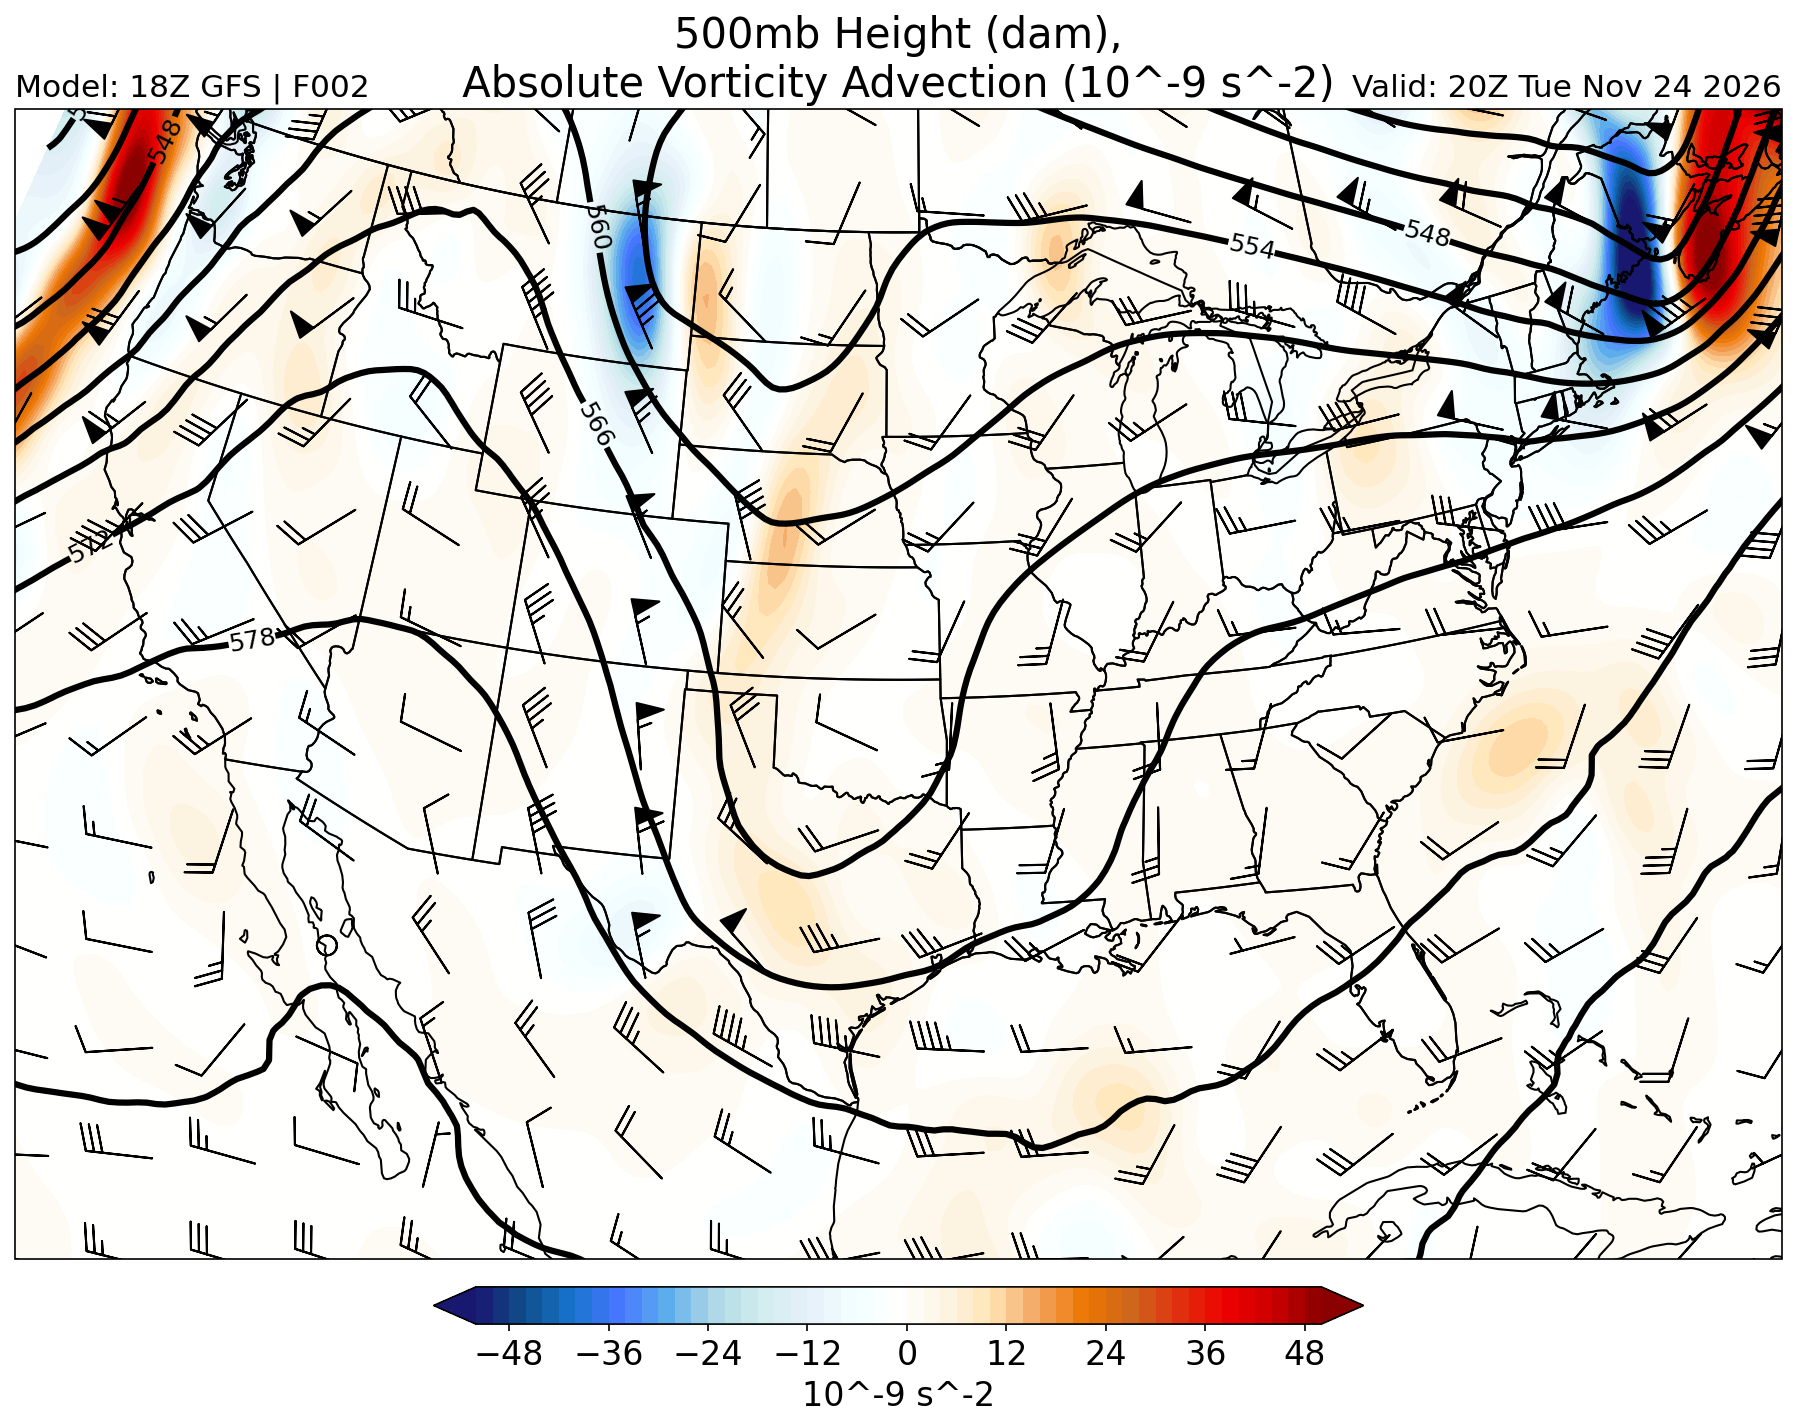 500mb Height (dam),
Model: 18Z GFS | F002
Absolute Vorticity Advection (10^-9 s^-2)
Valid: 20Z Tue Nov 24 2026
548
560
554
548
566
572
578
−48 −36 −24 −12 0 12 24 36 48
10^-9 s^-2